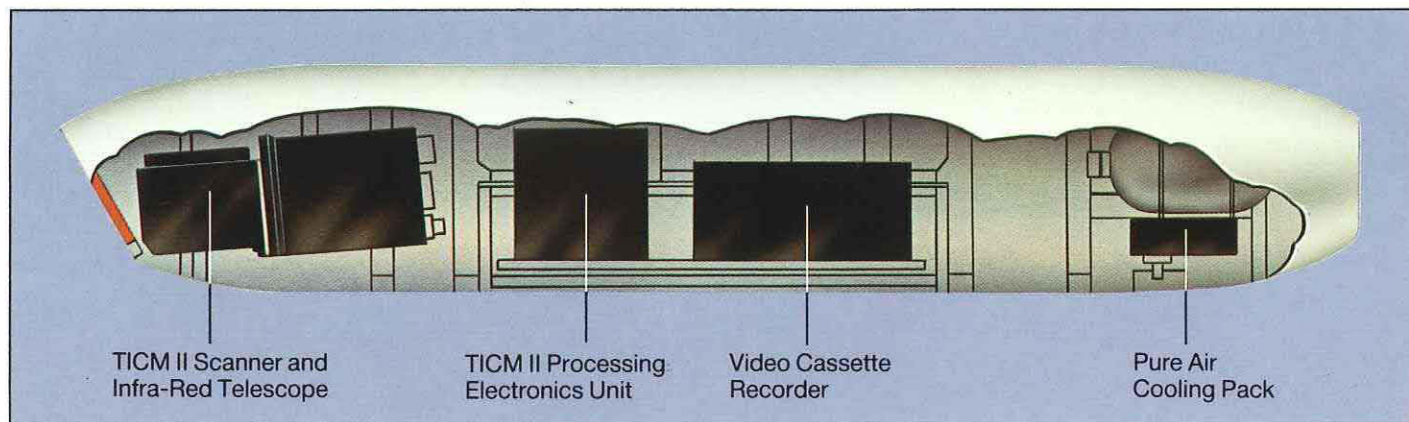 TICM II Scanner and
Infra-Red Telescope
TICM II Processing
Electronics Unit
Video Cassette
Recorder
Pure Air
Cooling Pack